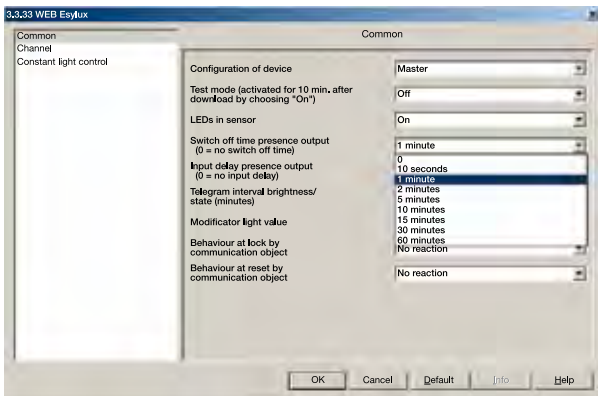 3.3.33 WEB Esylux
Common
Channel
Constant light control
Common
Configuration of device
Master
Test mode (activated for 10 min. after
download by choosing "On")
Off
LEDs in sensor
On
Switch off time presence output
(0 = no switch off time)
1 minute
Input delay presence output
(0 = no input delay)
Telegram interval brightness/
state (minutes)
Modificator light value
0
10 seconds
1 minute
2 minutes
5 minutes
10 minutes
15 minutes
30 minutes
60 minutes
Behaviour at lock by
communication object
No reaction
Behaviour at reset by
communication object
No reaction
OK
Cancel
Default
Info
Help